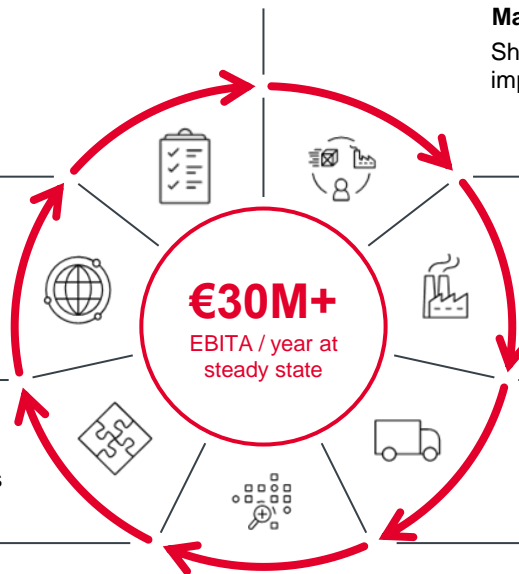 Ma
Sh
imp
€30M+
EBITA / year at
steady state
s